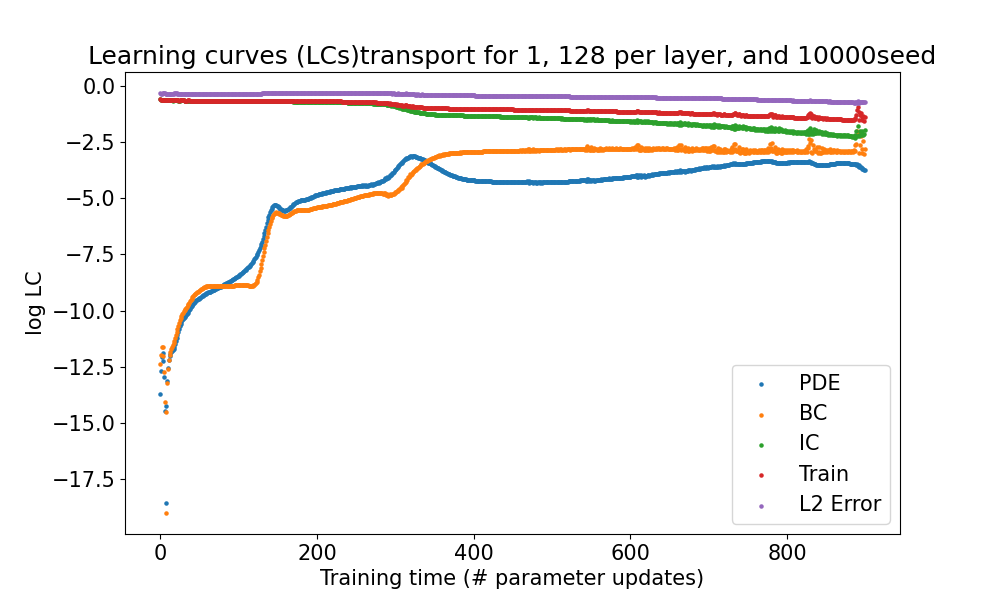 Learning curves (LCs)transport for 1, 128 per layer, and 10000seed
log LC
0.0
−2.5
−5.0
−7.5
−10.0
−12.5
−15.0
−17.5
PDE
BC
IC
Train
L2 Error
0 200 400 600 800
Training time (# parameter updates)